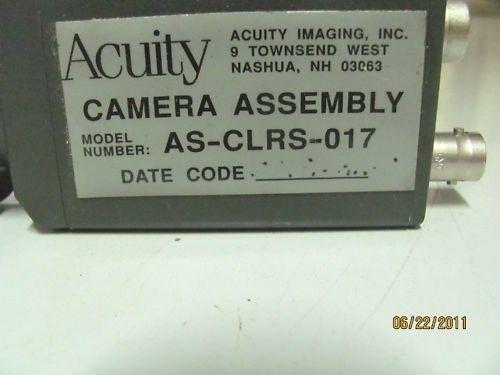 Acuity
ACUITY IMAGING, INC.
9 TOWNSEND WEST
NASHUA, NH 03063
CAMERA ASSEMBLY
MODEL NUMBER: AS-CLRS-017
DATE CODE
06/22/2011